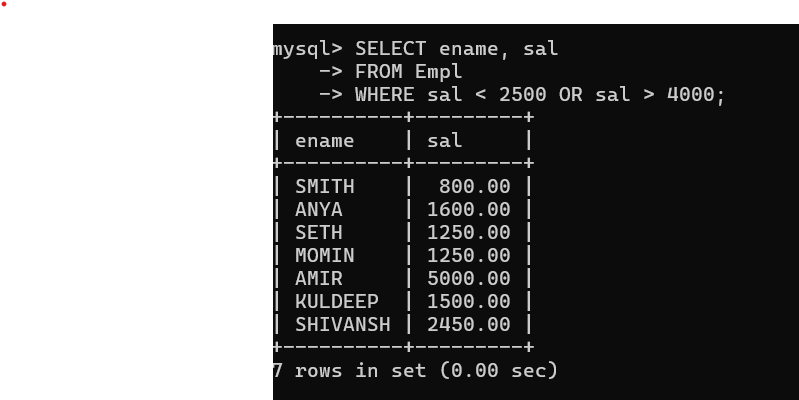 mysql> SELECT ename, sal
    -> FROM Empl
    -> WHERE sal < 2500 OR sal > 4000;
+----------+---------+
| ename    | sal     |
+----------+---------+
| SMITH    |  800.00 |
| ANYA     | 1600.00 |
| SETH     | 1250.00 |
| MOMIN    | 1250.00 |
| AMIR     | 5000.00 |
| KULDEEP  | 1500.00 |
| SHIVANSH | 2450.00 |
+----------+---------+
7 rows in set (0.00 sec)